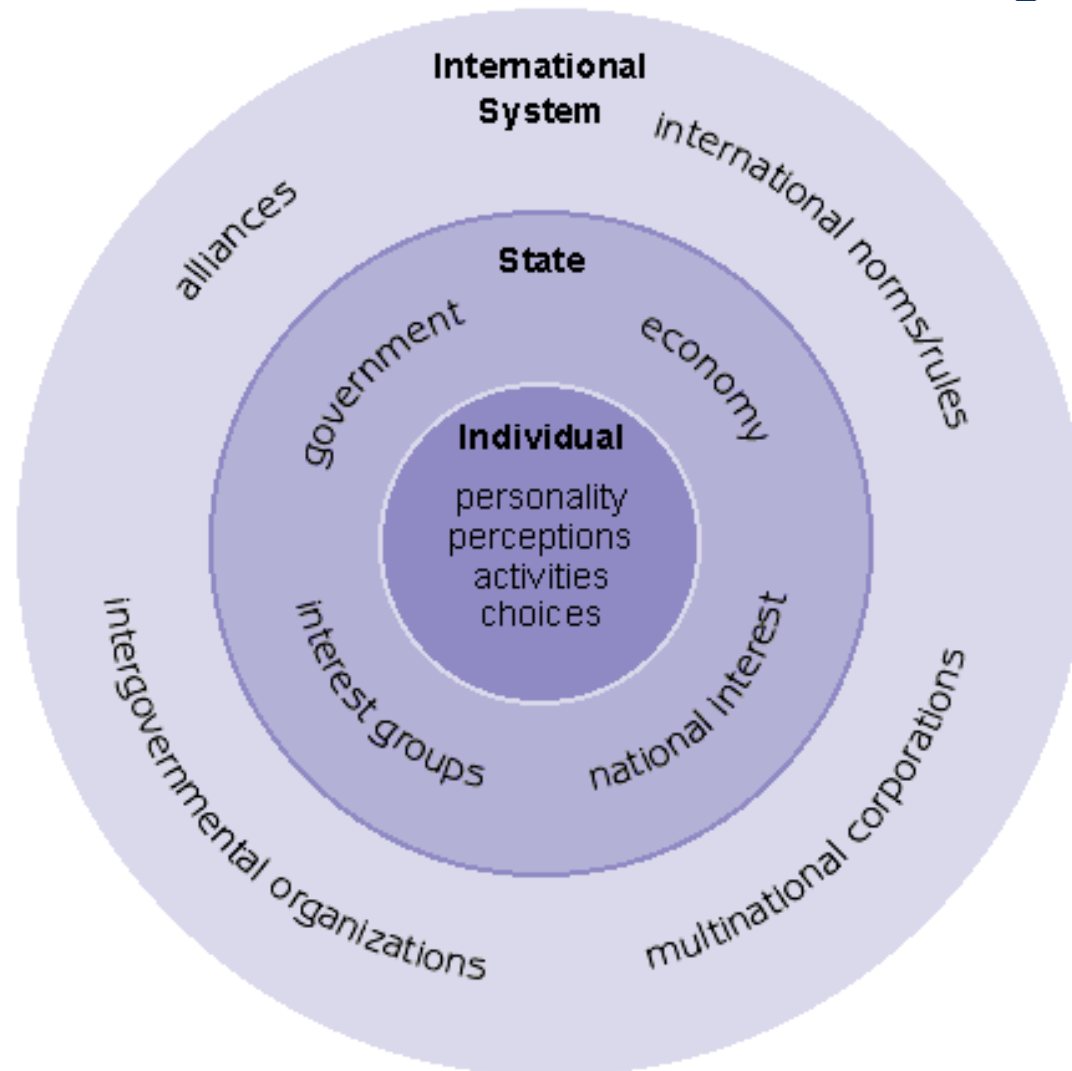 International
System
alliances
international norms/rules
State
government
economy
Individual
personality
perceptions
activities
choices
interest groups
national interest
intergovernmental organizations
multinational corporations